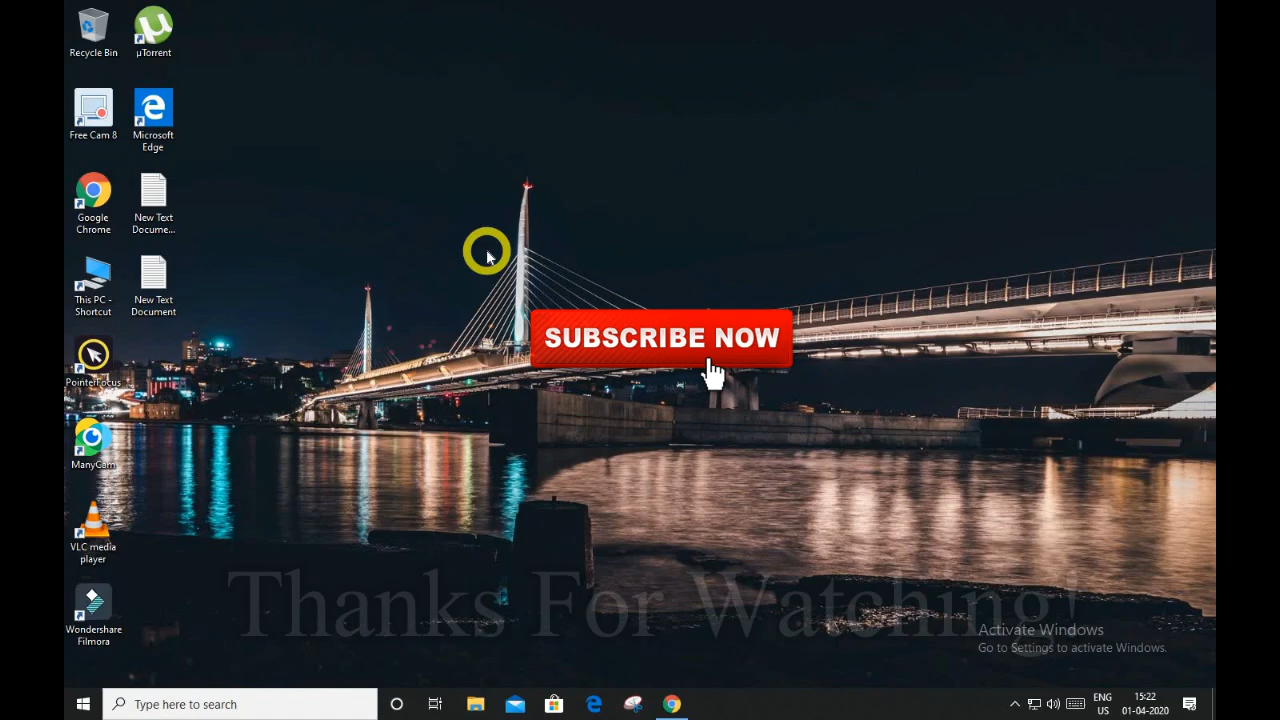 Recycle Bin
µTorrent
Free Cam 8
Microsoft
Edge
Google
Chrome
New Text
Docume...
This PC -
Shortcut
New Text
Document
PointerFocus
ManyCam
VLC media
player
Wondershare
Filmora
SUBSCRIBE NOW
Thanks For Watching!
Activate Windows
Go to Settings to activate Windows.
Type here to search
ENG
US
15:22
01-04-2020